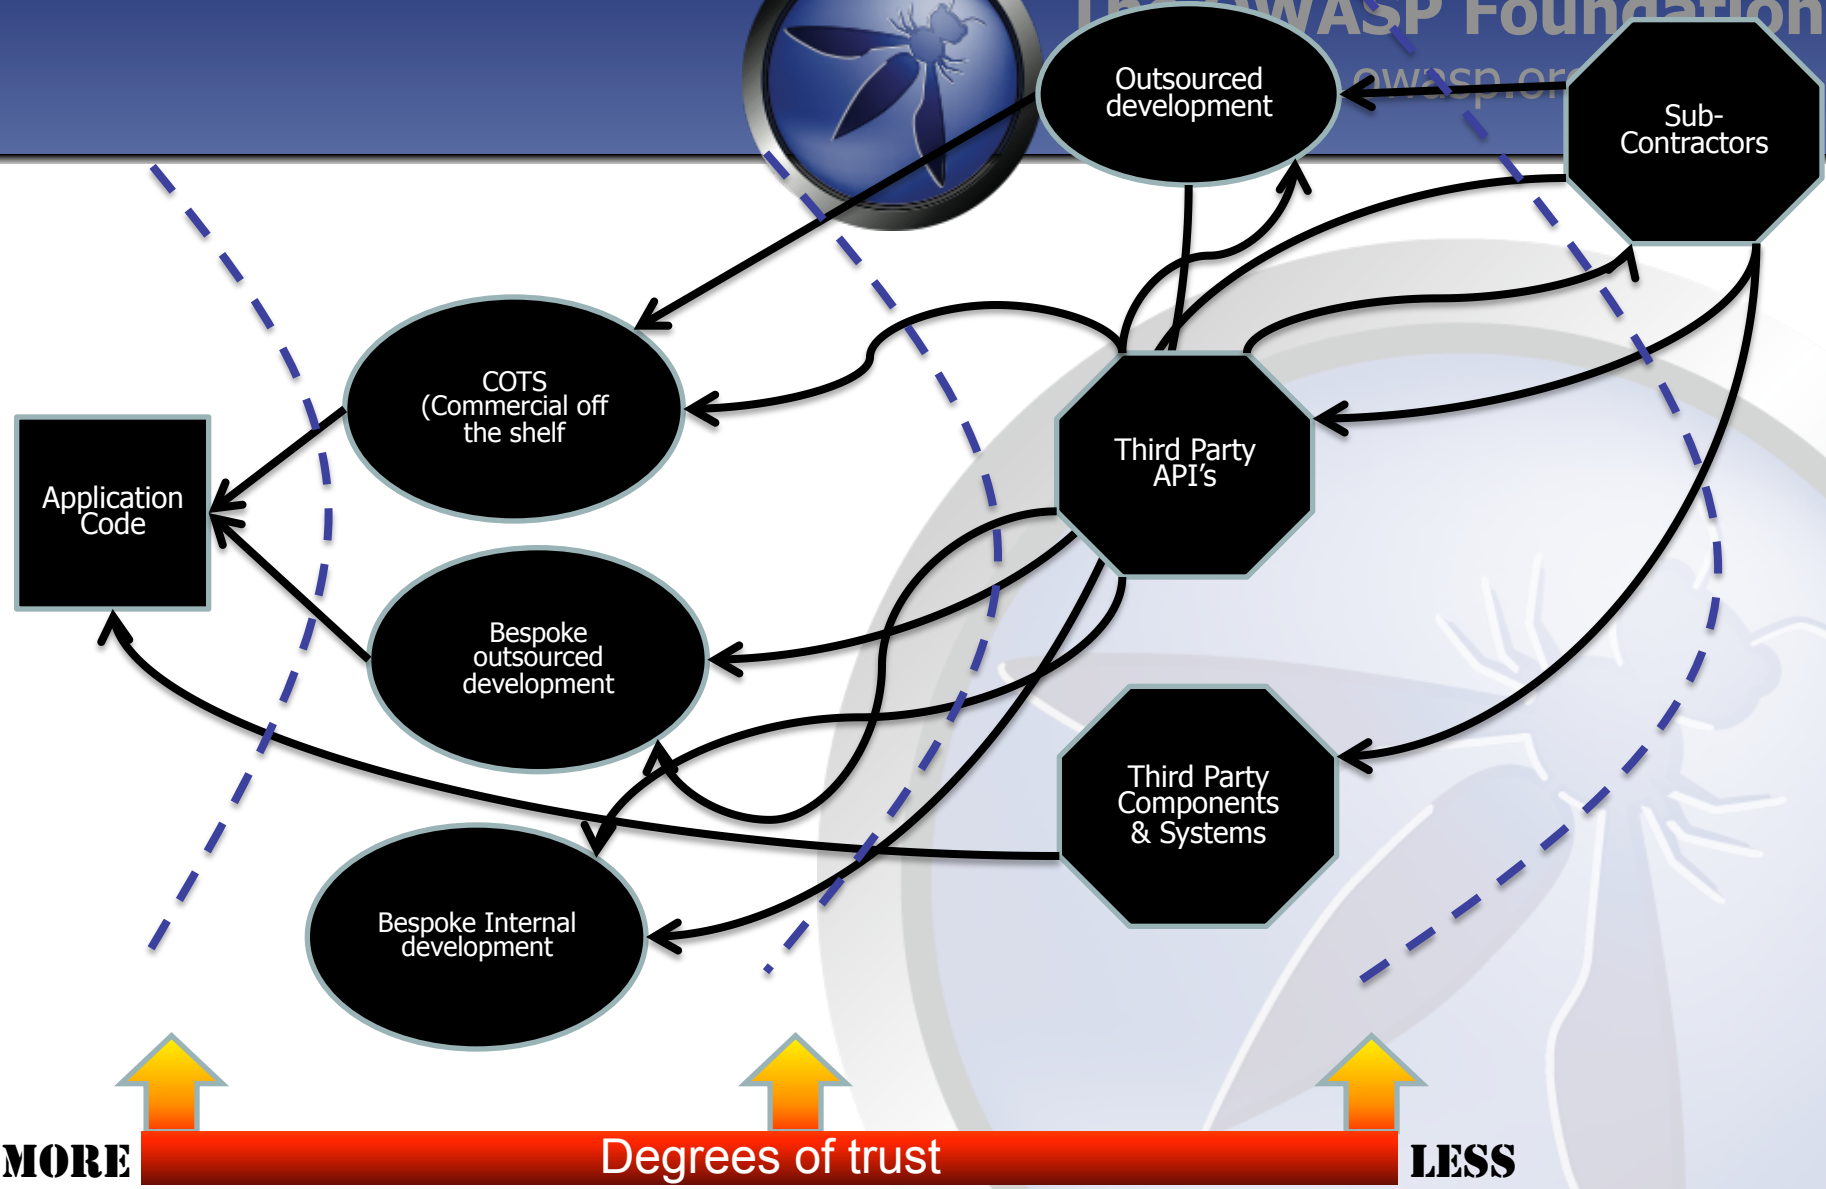 The OWASP Foundation
owasp.org
Outsourced
development
Sub-
Contractors
COTS
(Commercial off
the shelf
Third Party
API's
Application
Code
Bespoke
outsourced
development
Third Party
Components
& Systems
Bespoke Internal
development
MORE
Degrees of trust
LESS